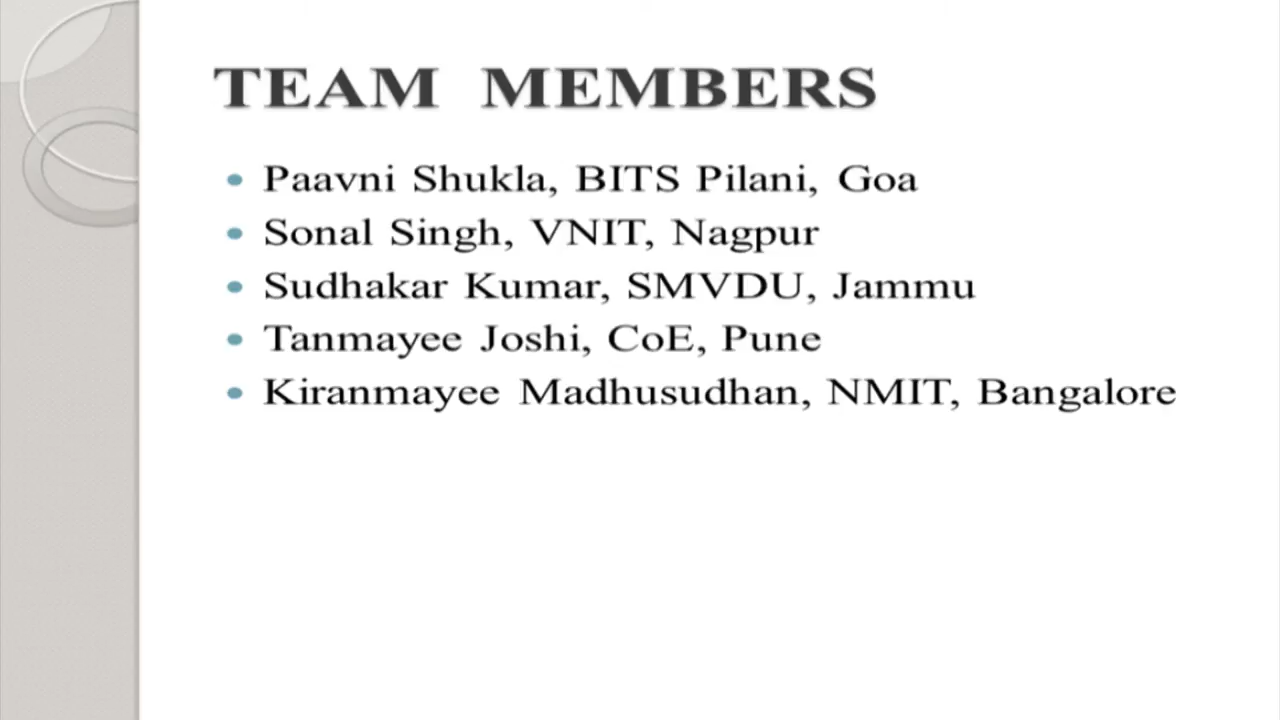 TEAM MEMBERS
Paavni Shukla, BITS Pilani, Goa
Sonal Singh, VNIT, Nagpur
Sudhakar Kumar, SMVDU, Jammu
Tanmayee Joshi, CoE, Pune
Kiranmayee Madhusudhan, NMIT, Bangalore